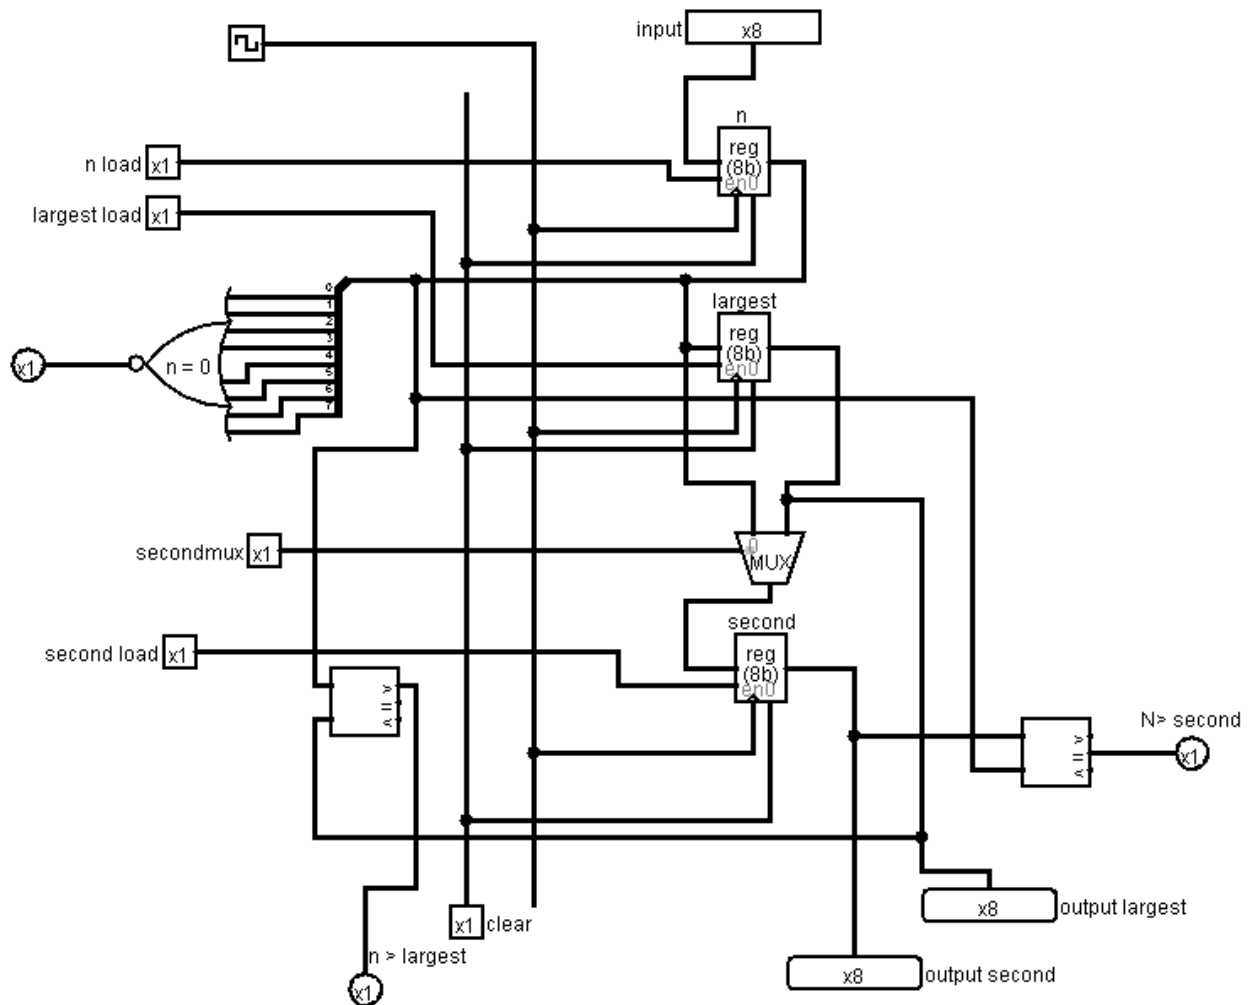 input
x8
n
reg
(8b)
en0
n load x1
largest load x1
largest
reg
(8b)
en0
0
1
2
3
4
5
6
7
n = 0
x1
secondmux x1
0
MUX
second
reg
(8b)
en0
second load x1
>
=
<
N> second
>
=
<
x1
x1 clear
n > largest
x1
x8 output largest
x8 output second